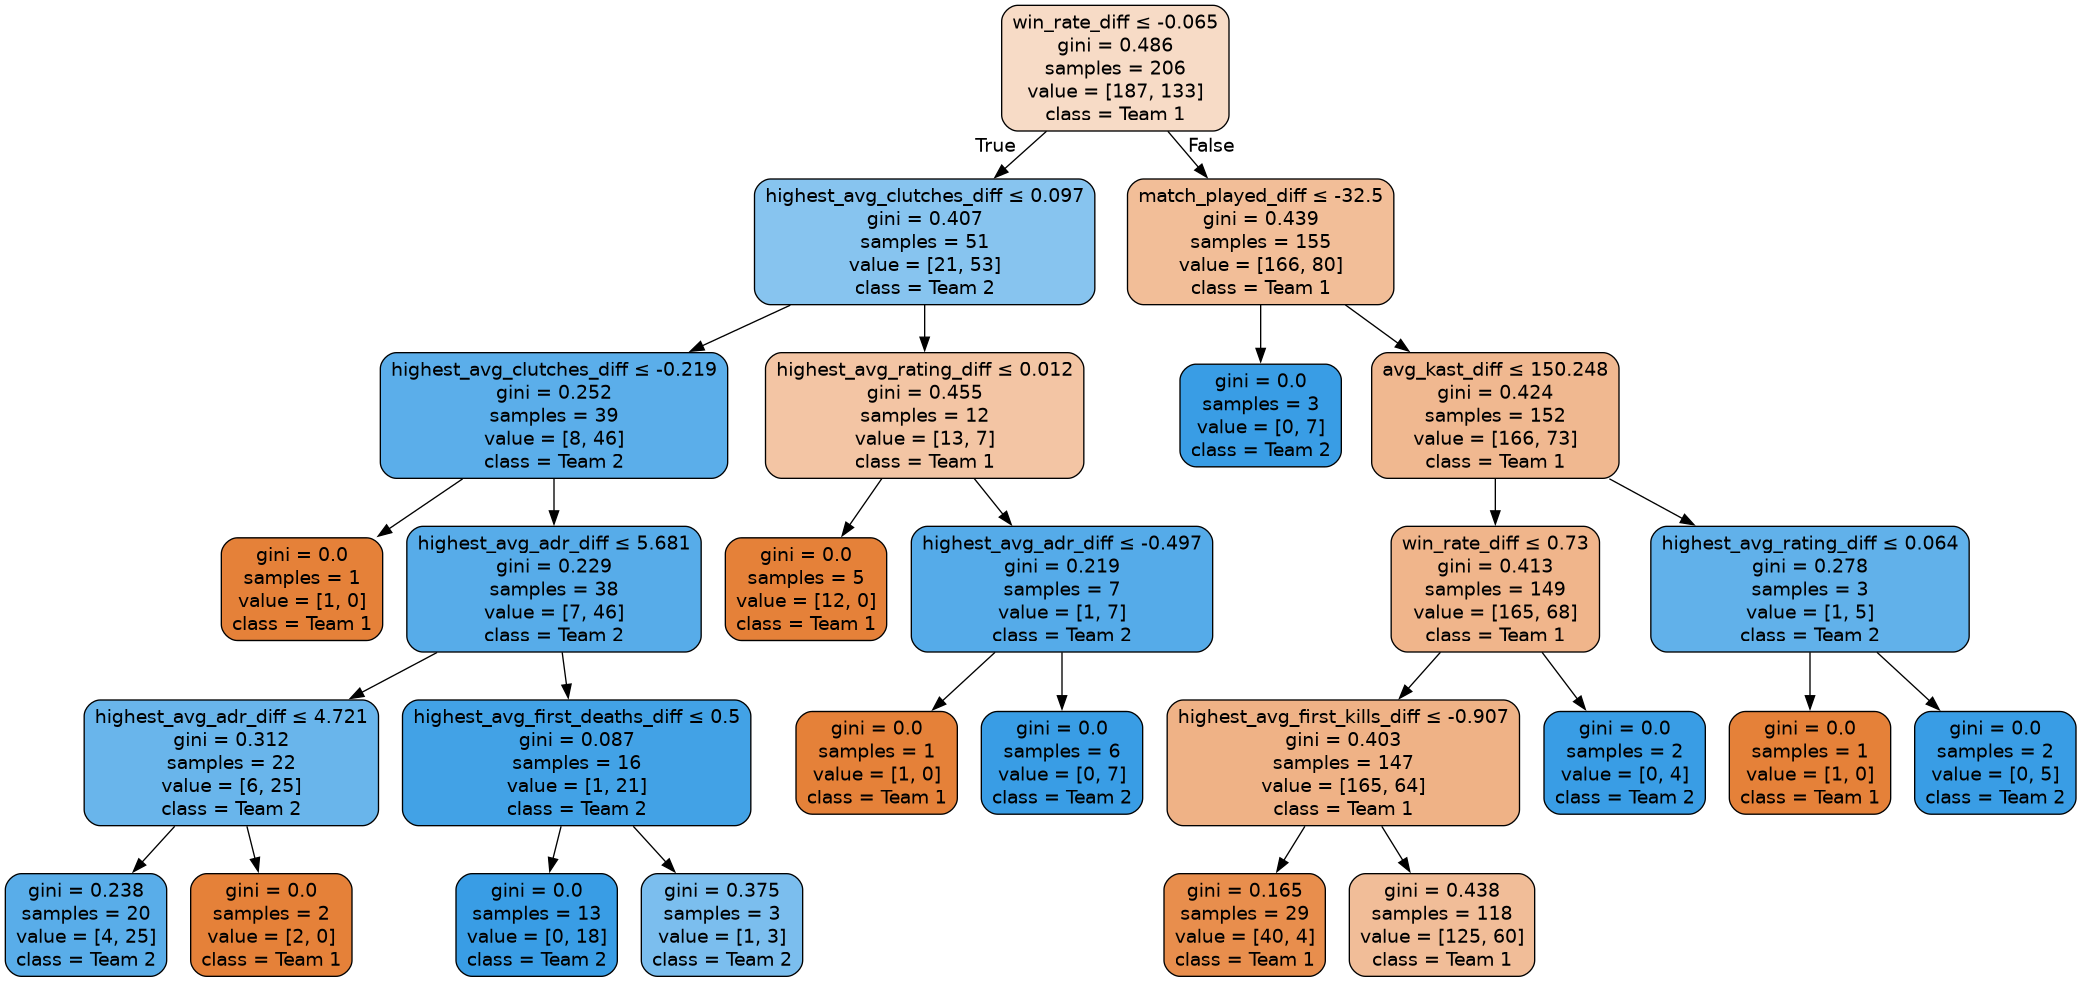 win_rate_diff ≤ -0.065
gini = 0.486
samples = 206
value = [187, 133]
class = Team 1
True
False
highest_avg_clutches_diff ≤ 0.097
gini = 0.407
samples = 51
value = [21, 53]
class = Team 2
match_played_diff ≤ -32.5
gini = 0.439
samples = 155
value = [166, 80]
class = Team 1
highest_avg_clutches_diff ≤ -0.219
gini = 0.252
samples = 39
value = [8, 46]
class = Team 2
highest_avg_rating_diff ≤ 0.012
gini = 0.455
samples = 12
value = [13, 7]
class = Team 1
gini = 0.0
samples = 3
value = [0, 7]
class = Team 2
avg_kast_diff ≤ 150.248
gini = 0.424
samples = 152
value = [166, 73]
class = Team 1
gini = 0.0
samples = 1
value = [1, 0]
class = Team 1
highest_avg_adr_diff ≤ 5.681
gini = 0.229
samples = 38
value = [7, 46]
class = Team 2
gini = 0.0
samples = 5
value = [12, 0]
class = Team 1
highest_avg_adr_diff ≤ -0.497
gini = 0.219
samples = 7
value = [1, 7]
class = Team 2
win_rate_diff ≤ 0.73
gini = 0.413
samples = 149
value = [165, 68]
class = Team 1
highest_avg_rating_diff ≤ 0.064
gini = 0.278
samples = 3
value = [1, 5]
class = Team 2
highest_avg_adr_diff ≤ 4.721
gini = 0.312
samples = 22
value = [6, 25]
class = Team 2
highest_avg_first_deaths_diff ≤ 0.5
gini = 0.087
samples = 16
value = [1, 21]
class = Team 2
gini = 0.0
samples = 1
value = [1, 0]
class = Team 1
gini = 0.0
samples = 6
value = [0, 7]
class = Team 2
highest_avg_first_kills_diff ≤ -0.907
gini = 0.403
samples = 147
value = [165, 64]
class = Team 1
gini = 0.0
samples = 2
value = [0, 4]
class = Team 2
gini = 0.0
samples = 1
value = [1, 0]
class = Team 1
gini = 0.0
samples = 2
value = [0, 5]
class = Team 2
gini = 0.238
samples = 20
value = [4, 25]
class = Team 2
gini = 0.0
samples = 2
value = [2, 0]
class = Team 1
gini = 0.0
samples = 13
value = [0, 18]
class = Team 2
gini = 0.375
samples = 3
value = [1, 3]
class = Team 2
gini = 0.165
samples = 29
value = [40, 4]
class = Team 1
gini = 0.438
samples = 118
value = [125, 60]
class = Team 1